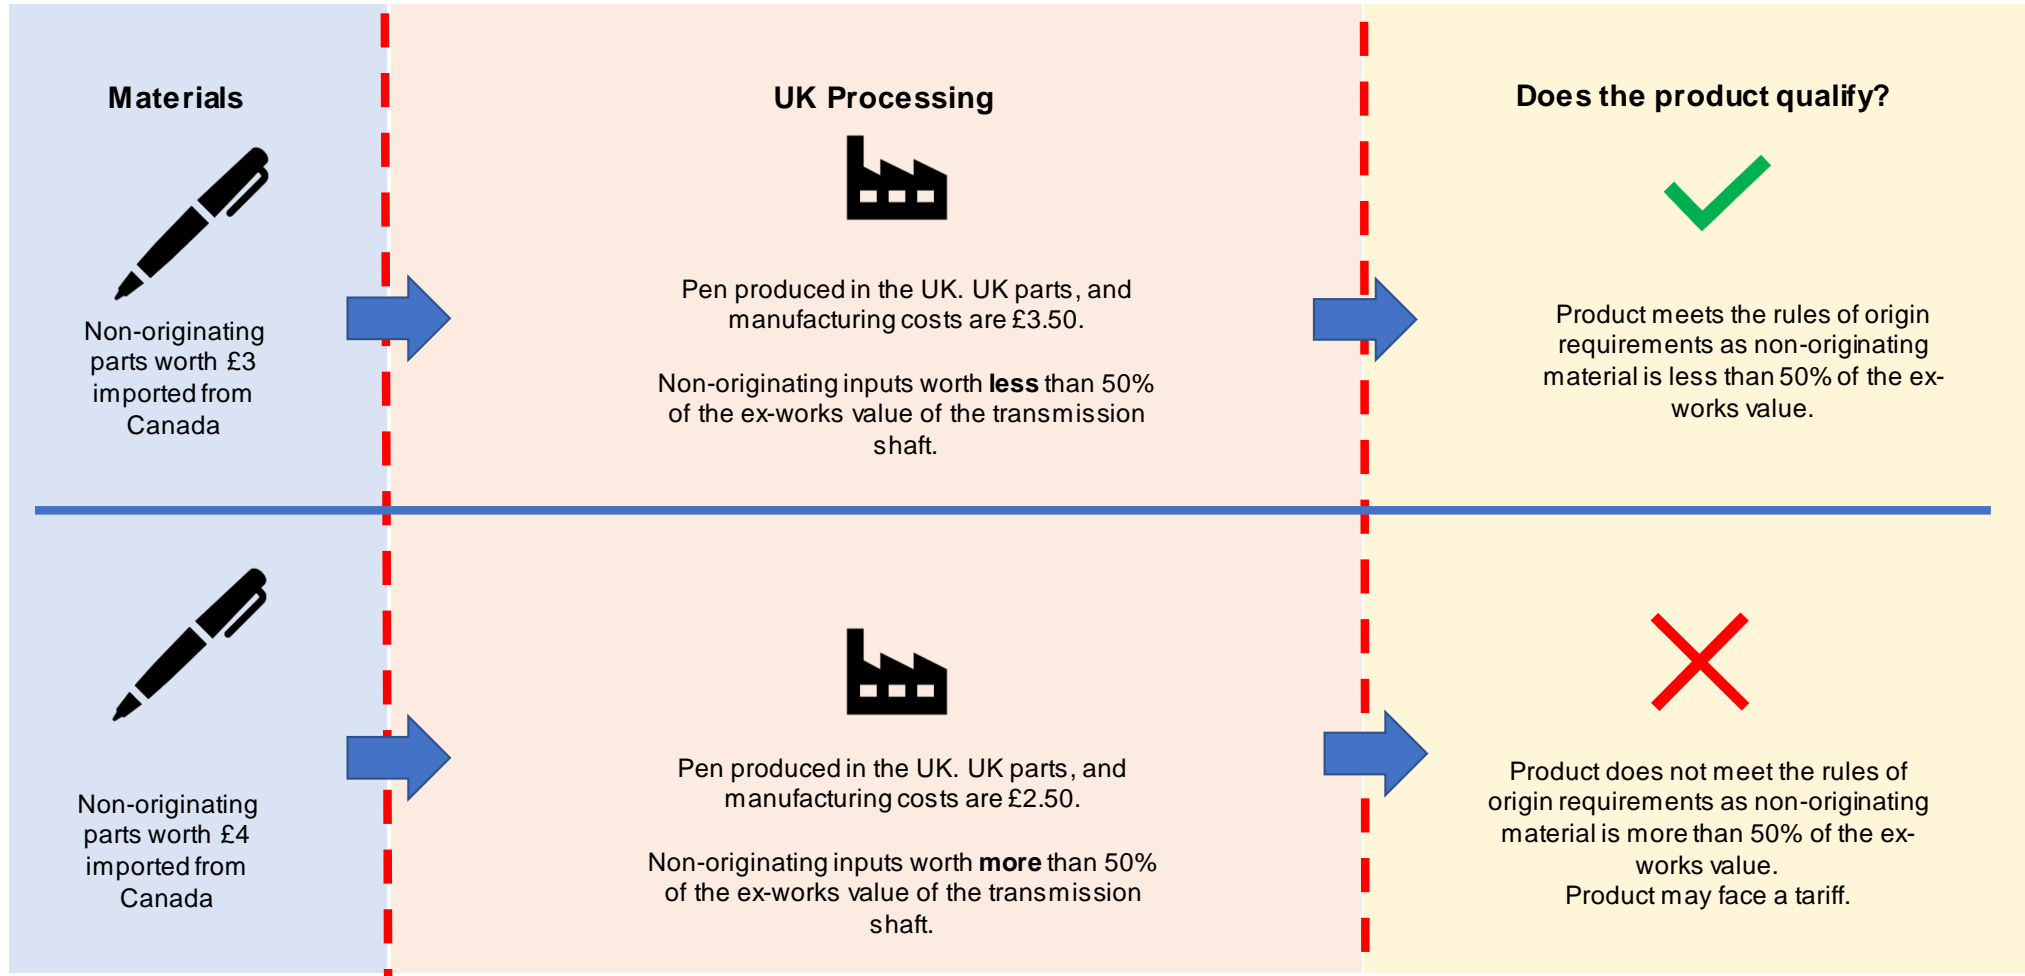 Materials
UK Processing
Does the product qualify?
Non-originating
parts worth £3
imported from
Canada
Pen produced in the UK. UK parts, and
manufacturing costs are £3.50.
Non-originating inputs worth less than 50%
of the ex-works value of the transmission
shaft.
Product meets the rules of origin
requirements as non-originating
material is less than 50% of the ex-
works value.
Non-originating
parts worth £4
imported from
Canada
Pen produced in the UK. UK parts, and
manufacturing costs are £2.50.
Non-originating inputs worth more than 50%
of the ex-works value of the transmission
shaft.
Product does not meet the rules of
origin requirements as non-originating
material is more than 50% of the ex-
works value.
Product may face a tariff.